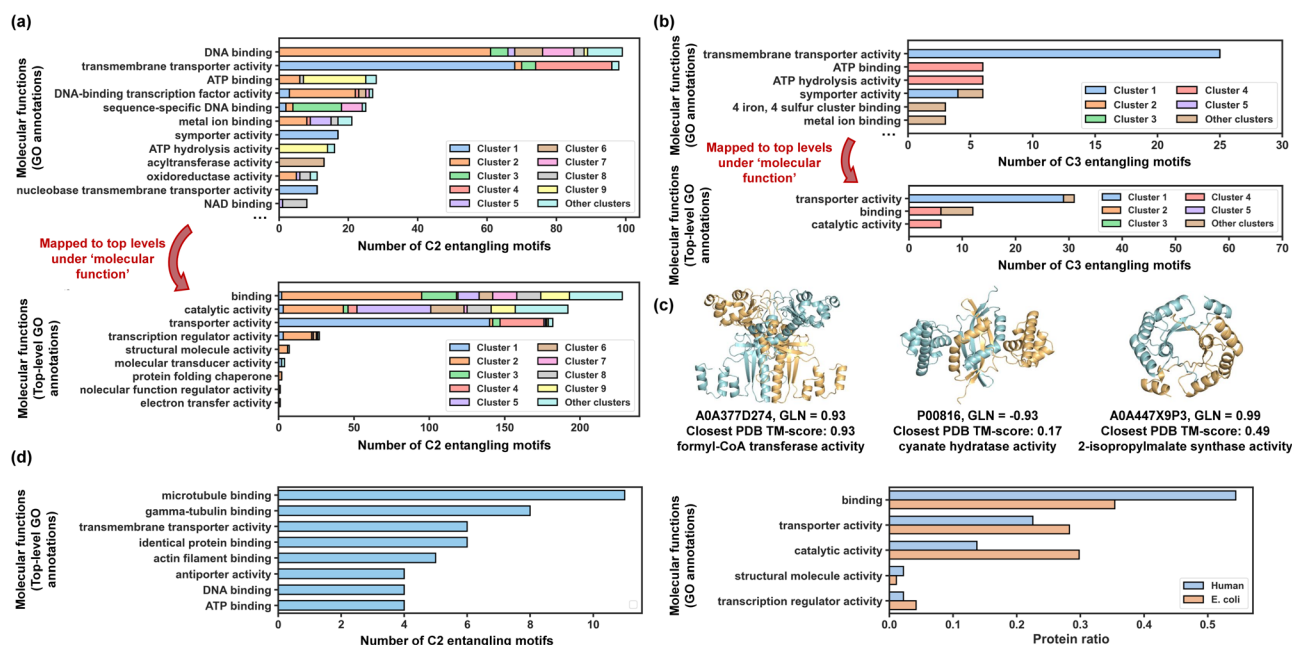 (a)
Molecular functions
(GO annotations)
DNA binding
transmembrane transporter activity
ATP binding
DNA-binding transcription factor activity
sequence-specific DNA binding
metal ion binding
symporter activity
ATP hydrolysis activity
acyltransferase activity
oxidoreductase activity
nucleobase transmembrane transporter activity
NAD binding
...
Cluster 1
Cluster 2
Cluster 3
Cluster 4
Cluster 5
Cluster 6
Cluster 7
Cluster 8
Cluster 9
Other clusters
0 20 40 60 80 100
Number of C2 entangling motifs
Mapped to top levels
under ‘molecular
function’
Molecular functions
(Top-level GO
annotations)
binding
catalytic activity
transporter activity
transcription regulator activity
structural molecule activity
molecular transducer activity
protein folding chaperone
nolecular function regulator activity
electron transfer activity
Cluster 1
Cluster 2
Cluster 3
Cluster 4
Cluster 5
Cluster 6
Cluster 7
Cluster 8
Cluster 9
Other clusters
0 50 100 150 200
Number of C2 entangling motifs
(b)
Molecular functions
(GO annotations)
transmembrane transporter activity
ATP binding
ATP hydrolysis activity
symporter activity
4 iron, 4 sulfur cluster binding
metal ion binding
...
Cluster 1
Cluster 2
Cluster 3
Cluster 4
Cluster 5
Other clusters
0 5 10 15 20 25 30
Number of C3 entangling motifs
Mapped to top levels
under ‘molecular
function’
Molecular functions
(Top-level GO
annotations)
transporter activity
binding
catalytic activity
Cluster 1
Cluster 2
Cluster 3
Cluster 4
Cluster 5
Other clusters
0 10 20 30 40 50 60 70
Number of C3 entangling motifs
(c)
A0A377D274, GLN = 0.93
Closest PDB TM-score: 0.93
formyl-CoA transferase activity
P00816, GLN = -0.93
Closest PDB TM-score: 0.17
cyanate hydratase activity
A0A447X9P3, GLN = 0.99
Closest PDB TM-score: 0.49
2-isopropylmalate synthase activity
(d)
Molecular functions
(Top-level GO
annotations)
microtubule binding
gamma-tubulin binding
transmembrane transporter activity
identical protein binding
actin filament binding
antiporter activity
DNA binding
ATP binding
0 2 4 6 8 10
Number of C2 entangling motifs
Molecular functions
(GO annotations)
binding
transporter activity
catalytic activity
structural molecule activity
transcription regulator activity
Human
E. coli
0.0 0.1 0.2 0.3 0.4 0.5
Protein ratio